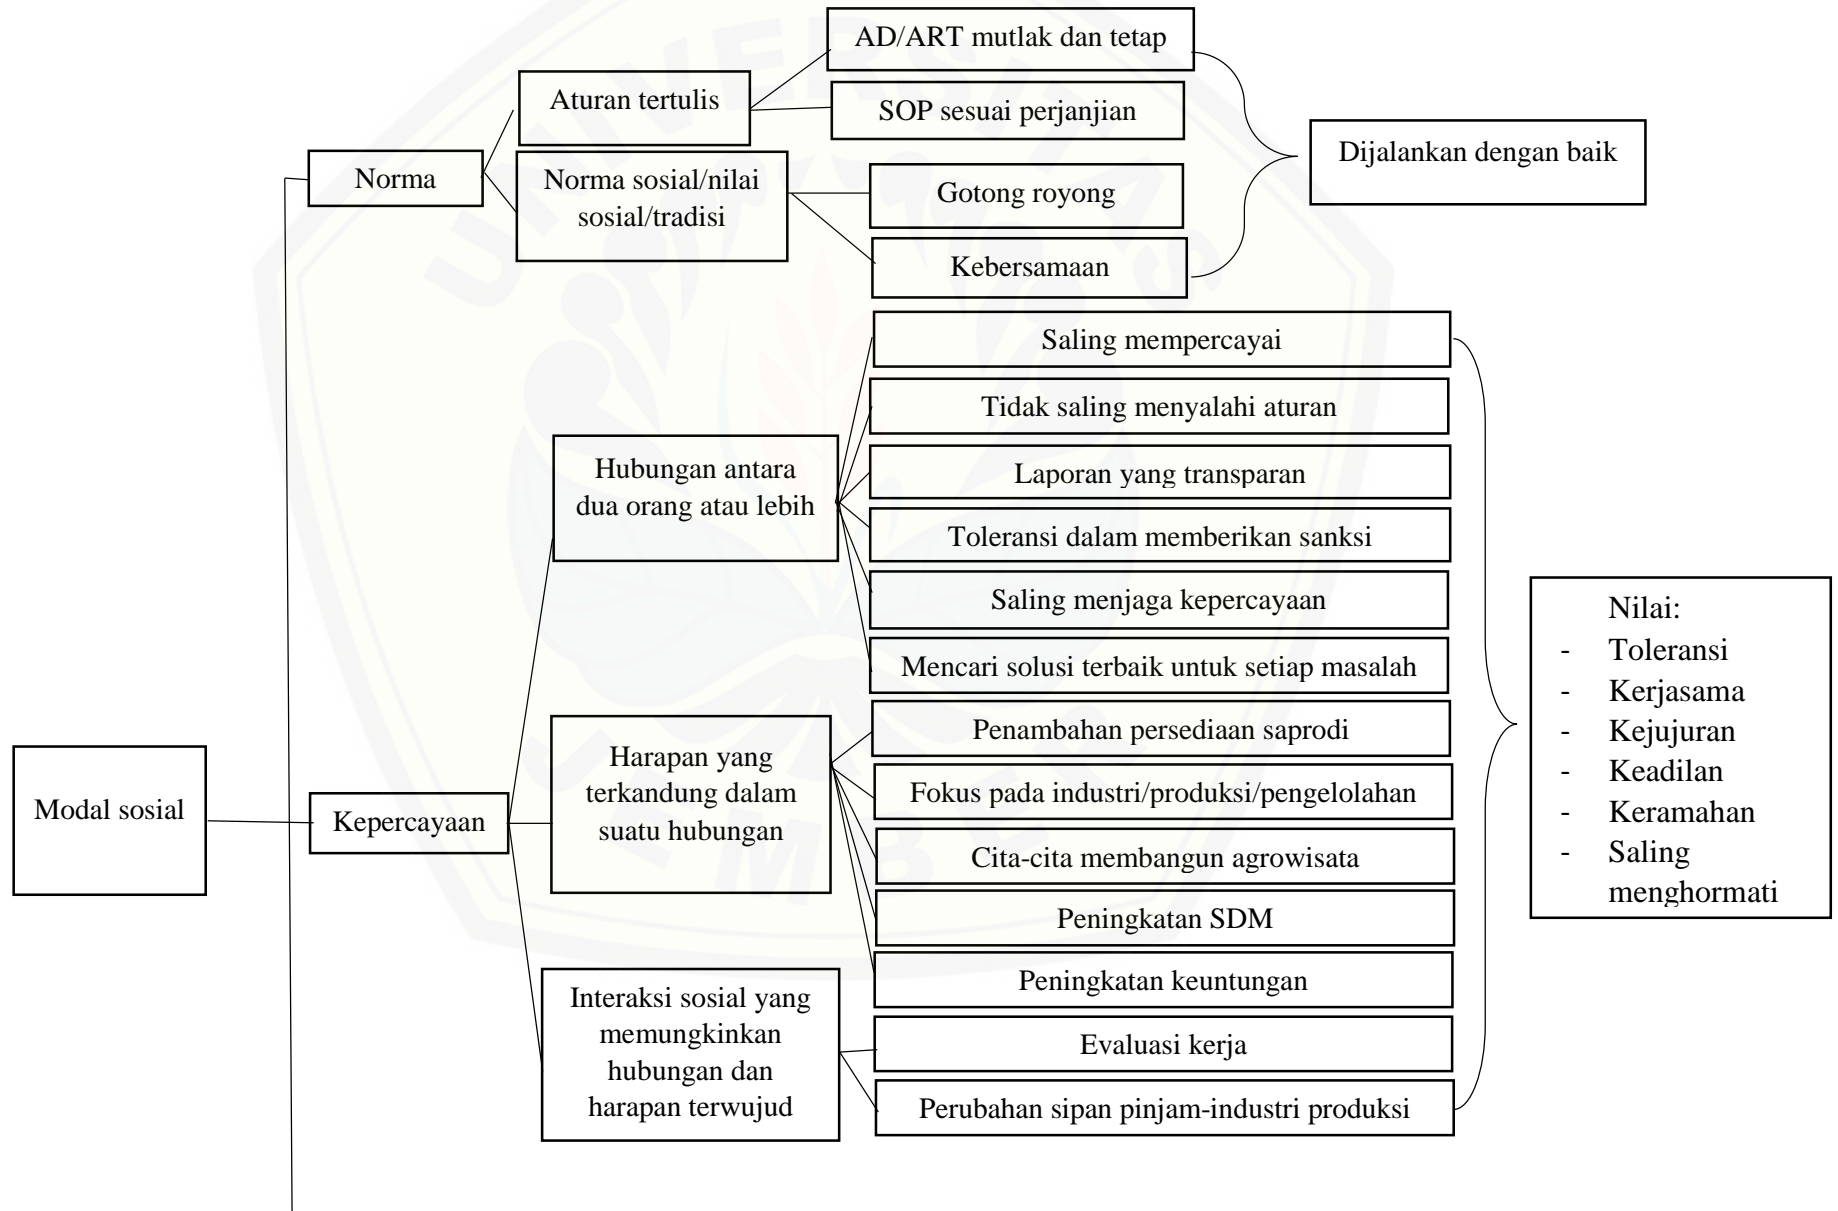 AD/ART mutlak dan tetap
Aturan tertulis
SOP sesuai perjanjian
Dijalankan dengan baik
Norma
Norma sosial/nilai
sosial/tradisi
Gotong royong
Kebersamaan
Saling mempercayai
Tidak saling menyalahi aturan
Hubungan antara
dua orang atau lebih
Laporan yang transparan
Toleransi dalam memberikan sanksi
Saling menjaga kepercayaan
Mencari solusi terbaik untuk setiap masalah
Nilai:
- Toleransi
- Kerjasama
- Kejujuran
- Keadilan
- Keramahan
- Saling
menghormati
Modal sosial
Kepercayaan
Harapan yang
terkandung dalam
suatu hubungan
Penambahan persediaan saprodi
Fokus pada industri/produksi/pengelolahan
Cita-cita membangun agrowisata
Peningkatan SDM
Peningkatan keuntungan
Interaksi sosial yang
memungkinkan
hubungan dan
harapan terwujud
Evaluasi kerja
Perubahan sipan pinjam-industri produksi
UNIVERSITAS
JEMBER